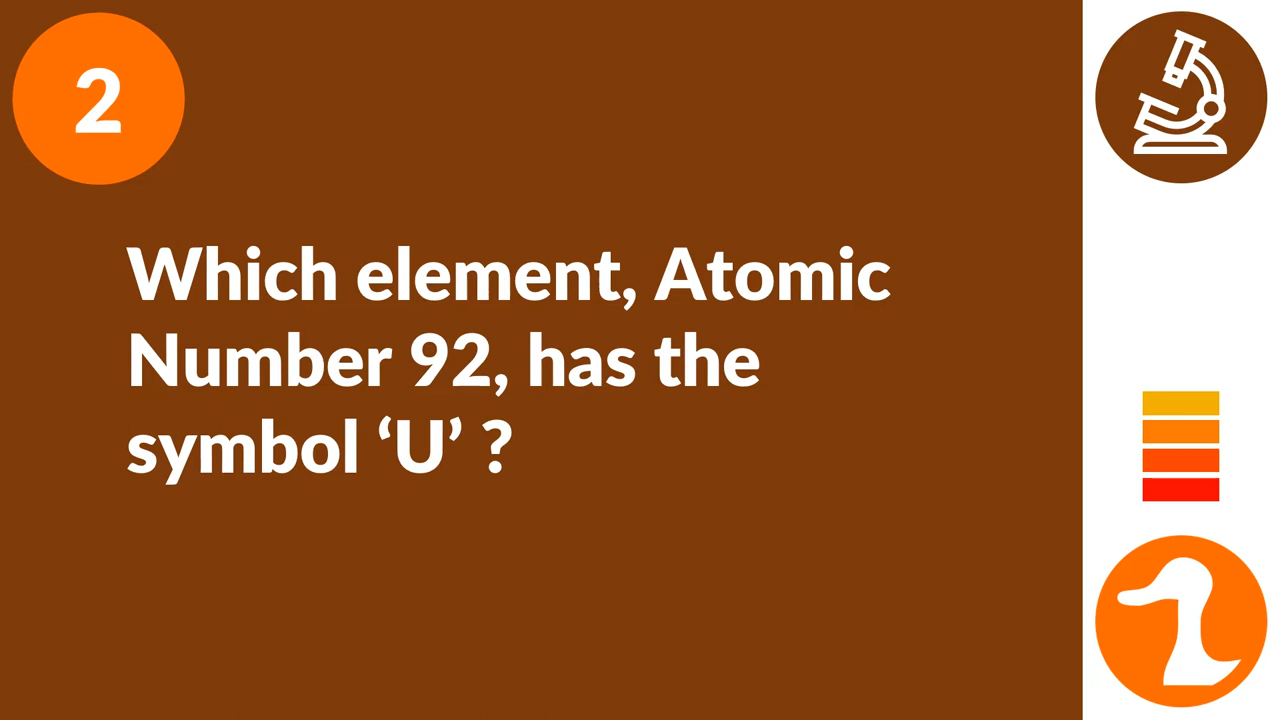 2
Which element, Atomic
Number 92, has the
symbol ‘U’ ?